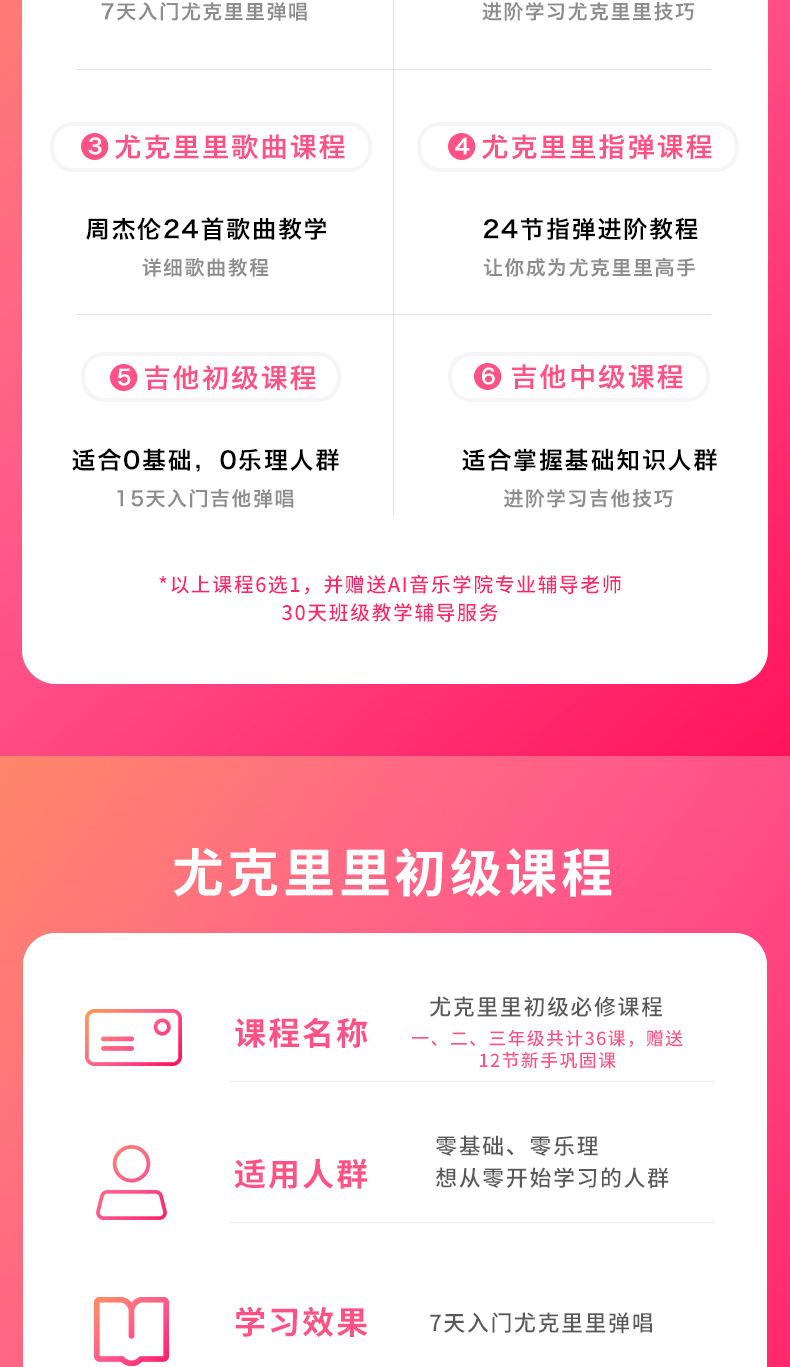 7天入门尤克里里弹唱
进阶学习尤克里里技巧
③尤克里里歌曲课程
④尤克里里指弹课程
周杰伦24首歌曲教学
详细歌曲教程
24节指弹进阶教程
让你成为尤克里里高手
⑤吉他初级课程
⑥吉他中级课程
适合0基础，0乐理人群
15天入门吉他弹唱
适合掌握基础知识人群
进阶学习吉他技巧
*以上课程6选1，并赠送AI音乐学院专业辅导老师
30天班级教学辅导服务
尤克里里初级课程
课程名称
尤克里里初级必修课程
一、二、三年级共计36课，赠送
12节新手巩固课
适用人群
零基础、零乐理
想从零开始学习的人群
学习效果
7天入门尤克里里弹唱